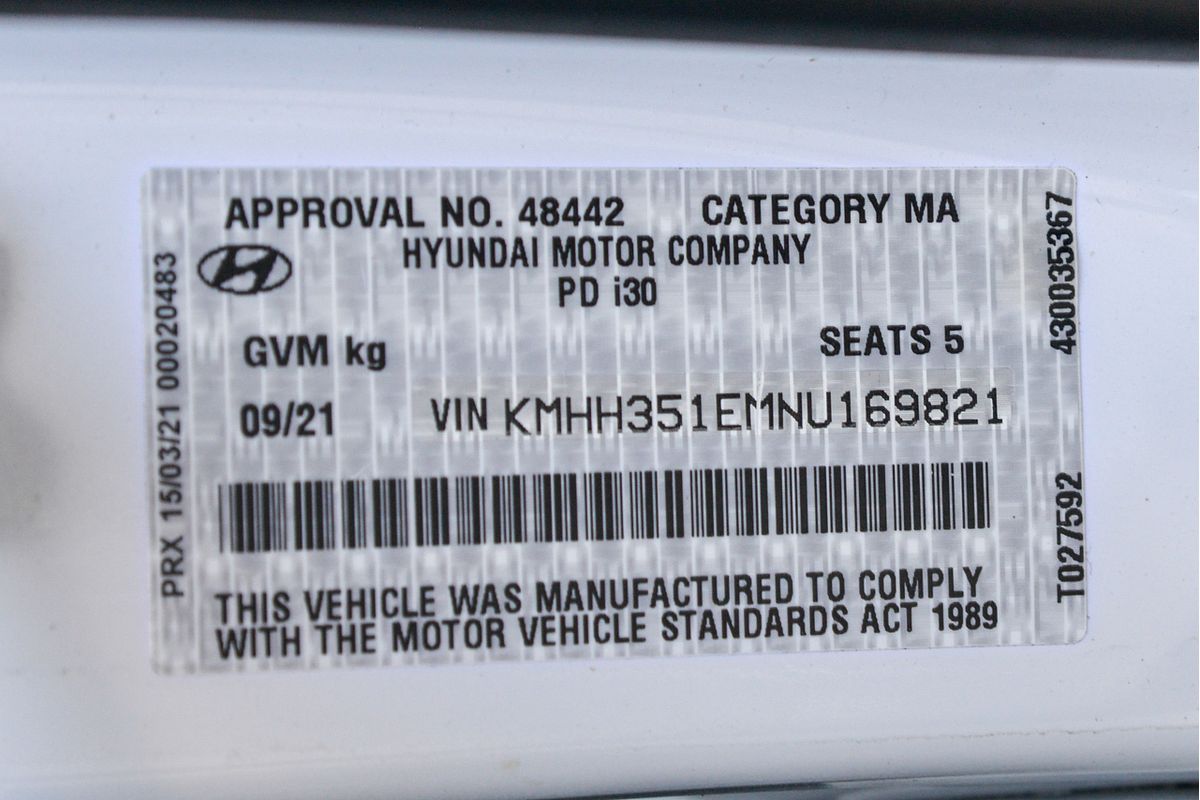 APPROVAL NO. 48442 CATEGORY MA
HYUNDAI MOTOR COMPANY
PD i30
GVM kg SEATS 5
09/21 VIN KMHH351EMNU169821
THIS VEHICLE WAS MANUFACTURED TO COMPLY
WITH THE MOTOR VEHICLE STANDARDS ACT 1989
PRX 15/03/21 00020483
430035367
T027592